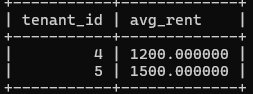 +-----------+-------------+
| tenant_id | avg_rent    |
+-----------+-------------+
|         4 | 1200.000000 |
|         5 | 1500.000000 |
+-----------+-------------+